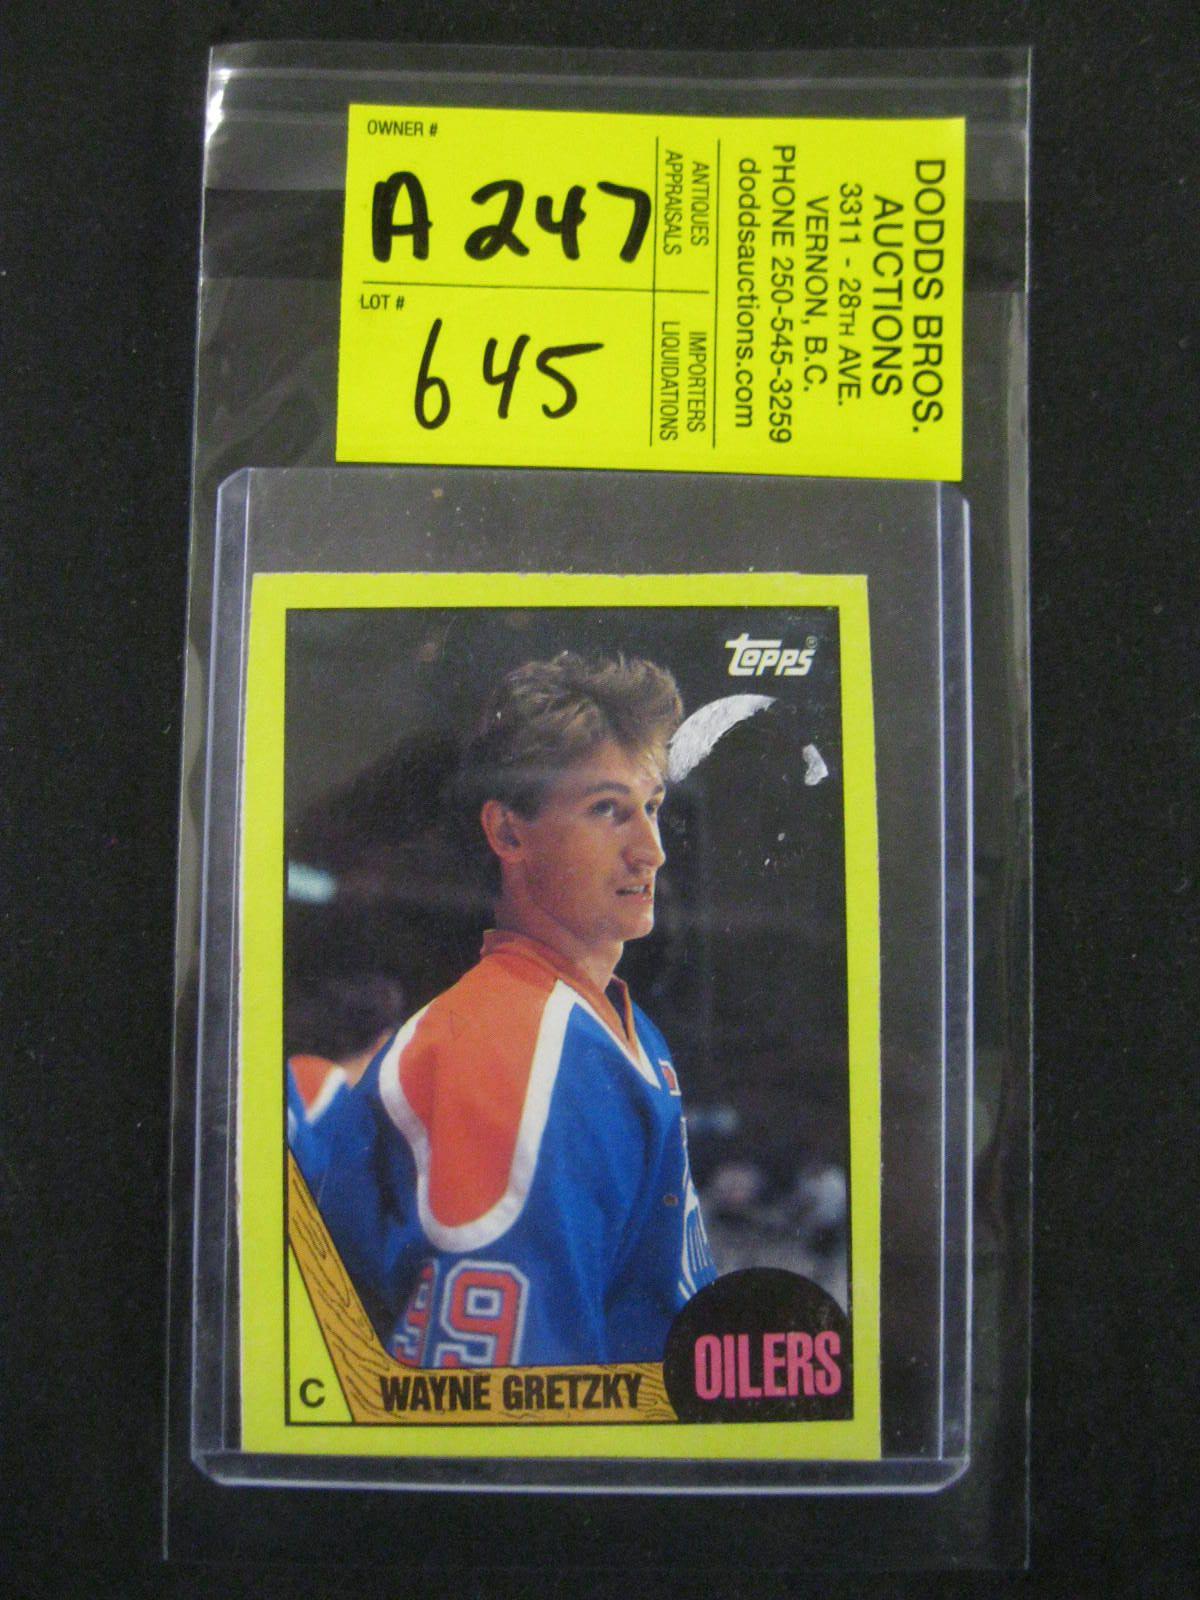 OWNER #
A 247
LOT #
645
ANTIQUES
APPRAISALS
IMPORTERS
LIQUIDATIONS
DODDS BROS.
AUCTIONS
3311 - 28TH AVE.
VERNON, B.C.
PHONE 250-545-3259
doddsauctions.com
TOPPS®
99
C
WAYNE GRETZKY
OILERS